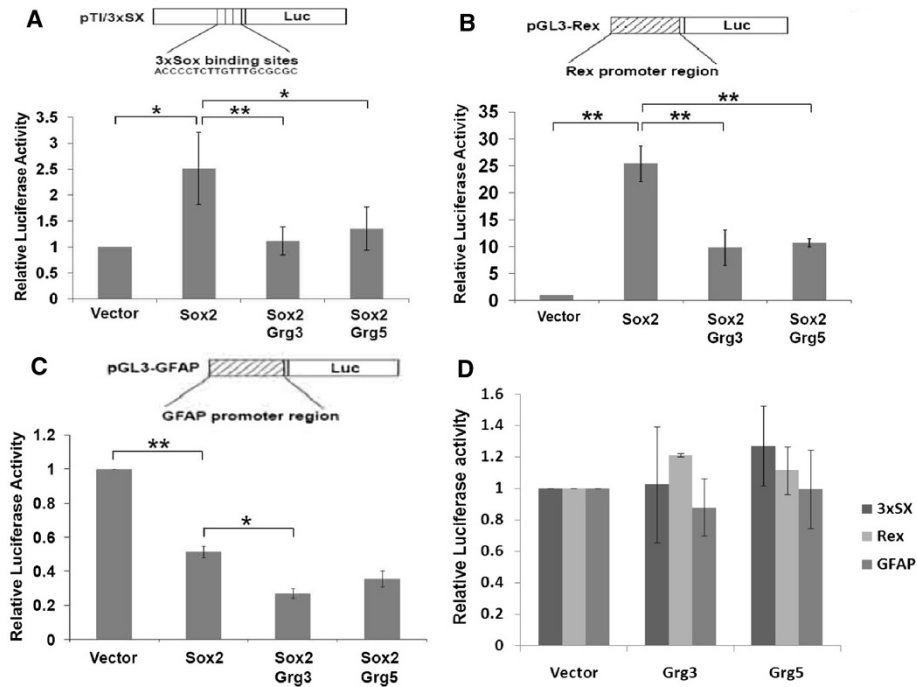 A
pTI/3xSX
Luc
3xSox binding sites
ACCCCTCTTGTTTGCGCGC
Relative Luciferase Activity
3.5
3
2.5
2
1.5
1
0.5
0
*
**
*
Vector
Sox2
Sox2
Grg3
Sox2
Grg5
B
pGL3-Rex
Luc
Rex promoter region
Relative Luciferase Activity
35
30
25
20
15
10
5
0
**
**
**
Vector
Sox2
Sox2
Grg3
Sox2
Grg5
C
pGL3-GFAP
Luc
GFAP promoter region
Relative Luciferase Activity
1.2
1
0.8
0.6
0.4
0.2
0
**
*
Vector
Sox2
Sox2
Grg3
Sox2
Grg5
D
Relative Luciferase activity
1.6
1.4
1.2
1
0.8
0.6
0.4
0.2
0
Vector
Grg3
Grg5
3xSX
Rex
GFAP